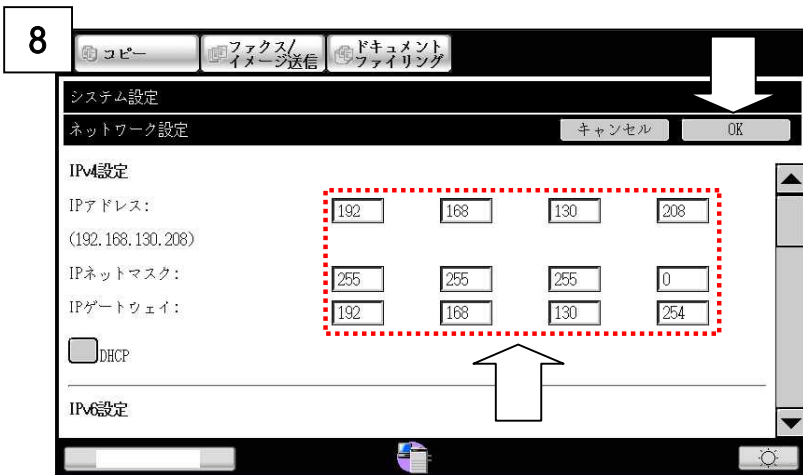 8
コピー
ファクス/
イメージ送信
ドキュメント
ファイリング
システム設定
ネットワーク設定
キャンセル
OK
IPv4設定
IPアドレス:
192 168 130 208
(192.168.130.208)
IPネットマスク:
255 255 255 0
IPゲートウェイ:
192 168 130 254
DHCP
IPv6設定